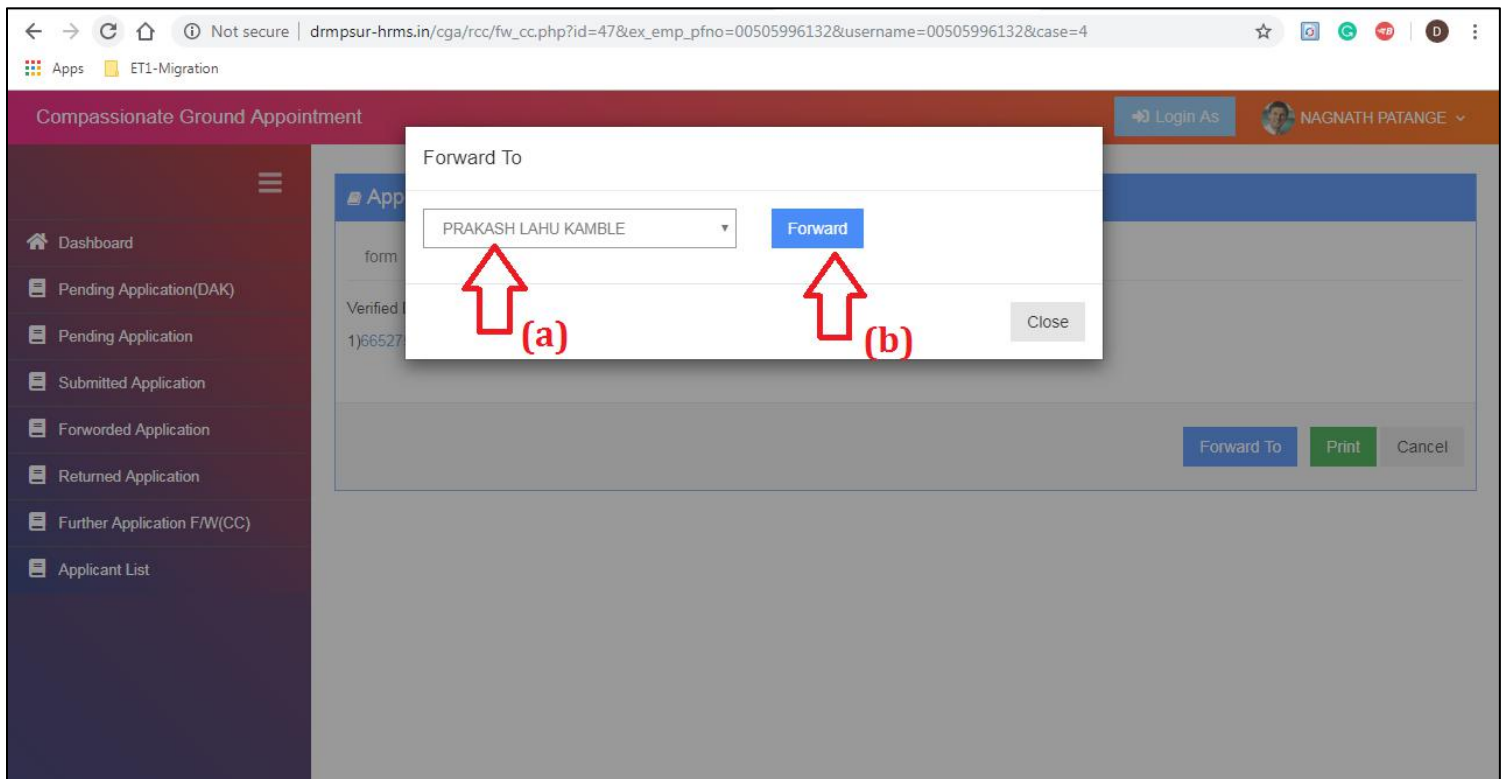 Not secure | drmpsur-hrms.in/cga/rcc/fw_cc.php?id=47&ex_emp_pfno=00505996132&username=00505996132&case=4
D
Apps ET1-Migration
Compassionate Ground Appointment
Login As
NAGNATH PATANGE
Forward To
App
PRAKASH LAHU KAMBLE
Forward
form
Verified
1)66527
(a)
(b)
Close
Forward To
Print
Cancel
Dashboard
Pending Application(DAK)
Pending Application
Submitted Application
Forworded Application
Returned Application
Further Application F/W(CC)
Applicant List